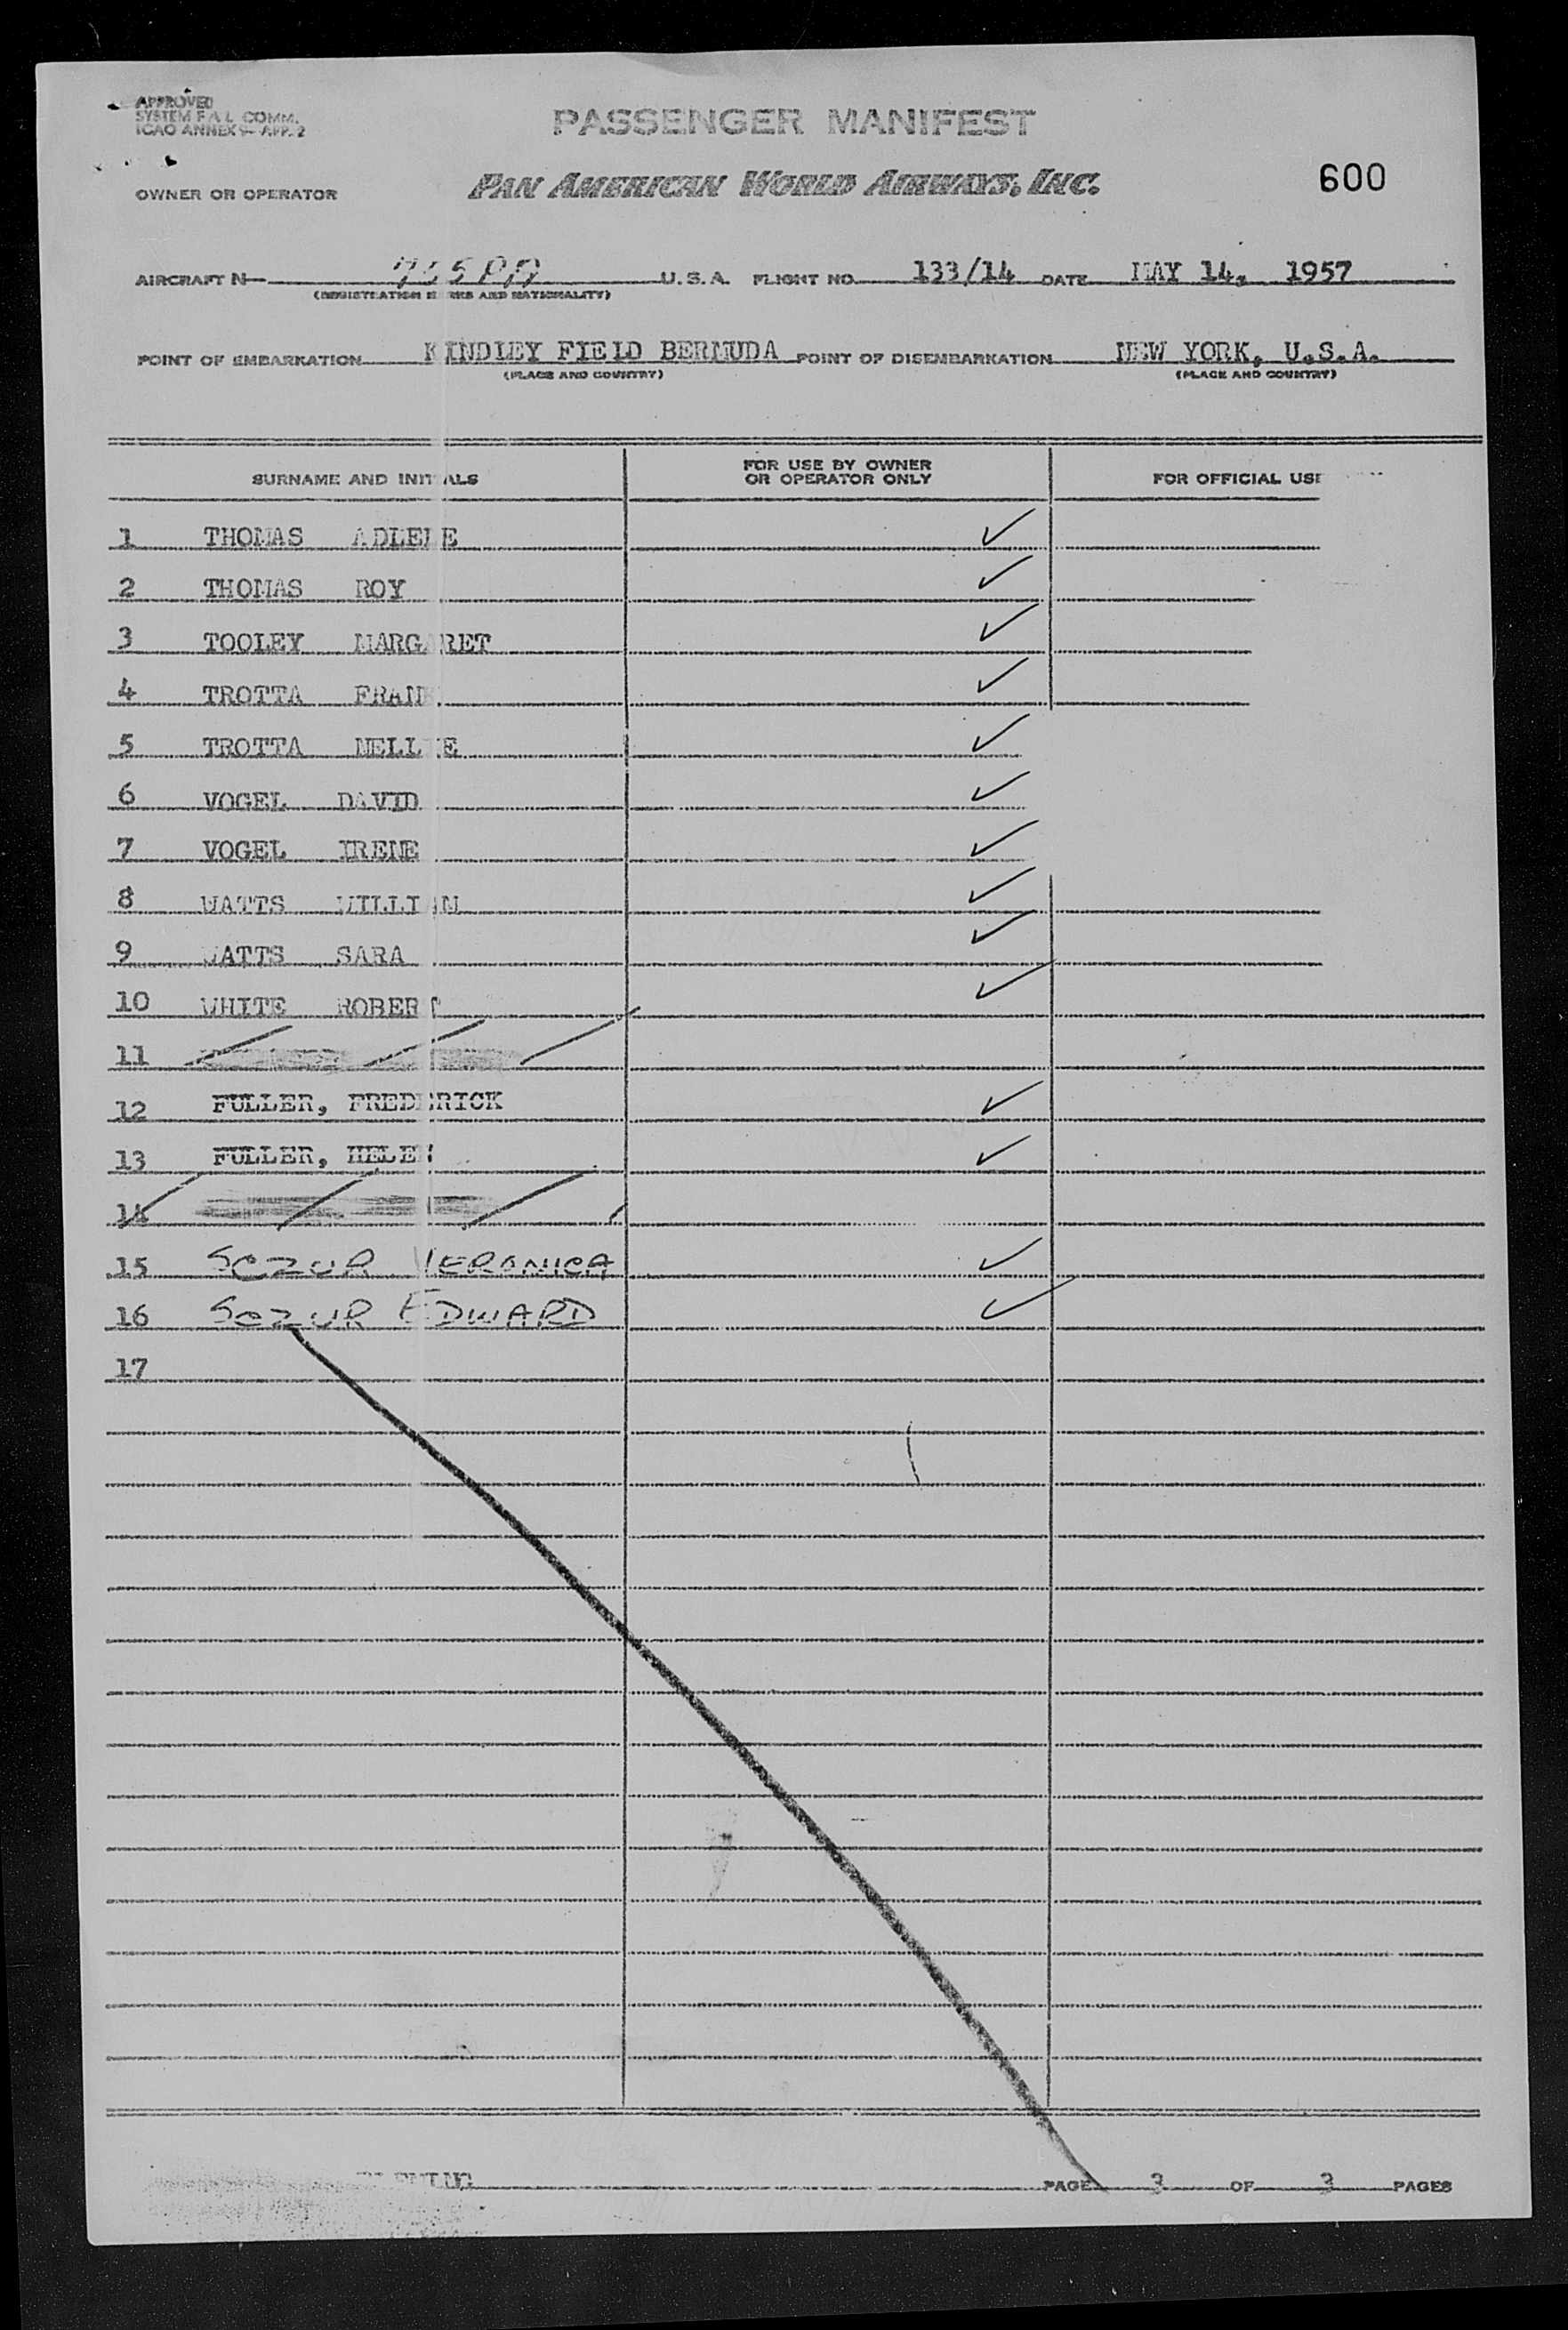 APPROVED
SYSTEM F A L COMM.
ICAO ANNEX 9- APP. 2
PASSENGER MANIFEST
OWNER OR OPERATOR PAN AMERICAN WORLD AIRWAYS, INC. 600
AIRCRAFT N— U.S.A. FLIGHT NO. 133/14 DATE MAY 14, 1957
(REGISTRATION MARKS AND NATIONALITY)
POINT OF EMBARKATION KINDLEY FIELD BERMUDA POINT OF DISEMBARKATION NEW YORK, U.S.A.
(PLACE AND COUNTRY) (PLACE AND COUNTRY)
SURNAME AND INITIALS FOR USE BY OWNER OR OPERATOR ONLY FOR OFFICIAL USE
1 THOMAS
2 THOMAS ROY
3 TOOLEY MARGARET
4 TROTTA FRANK
5 TROTTA NELLIE
6 VOGEL DAVID
7 VOGEL IRENE
8 WATTS WILLIAM
9 WATTS SARA
10 WHITE ROBERT
11
12 FULLER, FREDERICK
13 FULLER, HELEN
14
15 SCZUR VERONICA
16 SCZUR EDWARD
17
PAGE 3 OF 3 PAGES